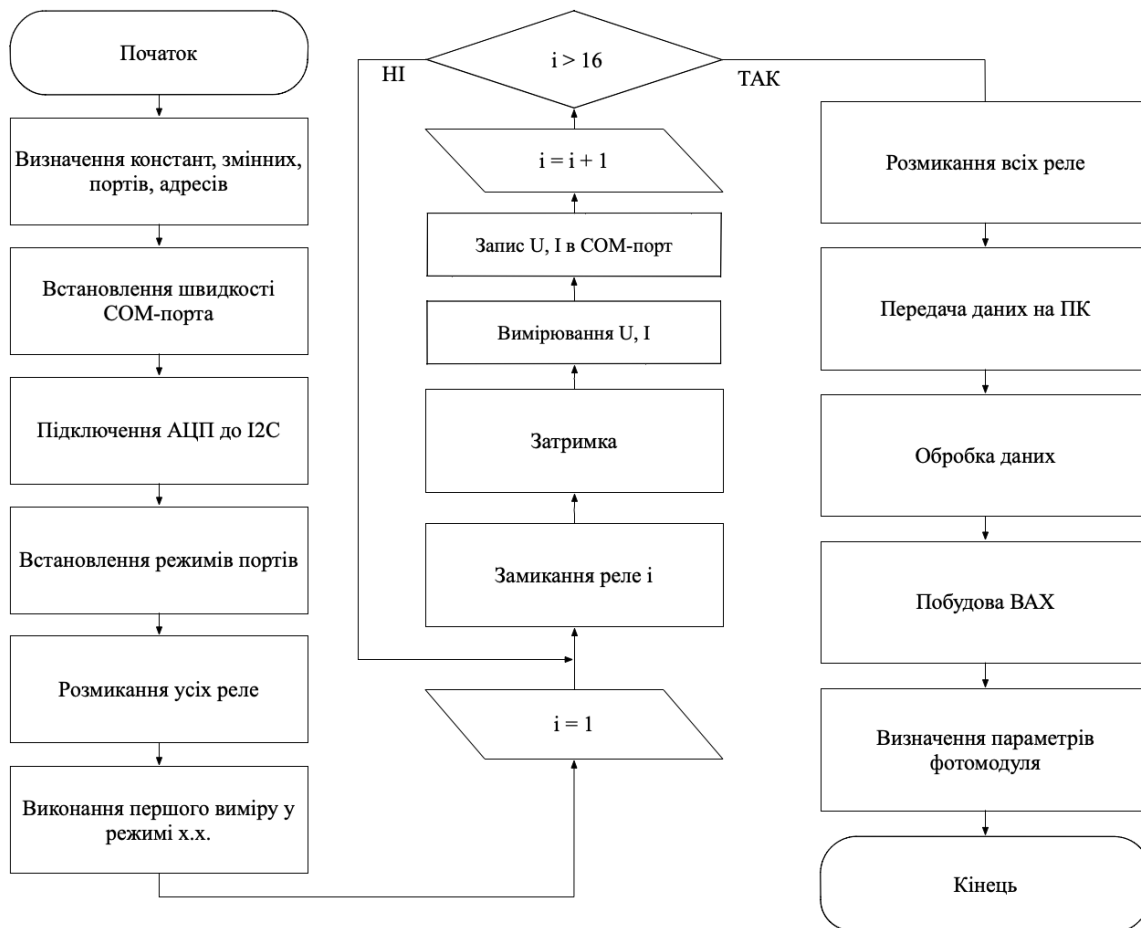 Початок
Визначення констант, змінних,
портів, адресів
Встановлення швидкості
COM-порта
Підключення АЦП до I2C
Встановлення режимів портів
Розмикання усіх реле
Виконання першого виміру у
режимі х.х.
i = 1
Замикання реле i
Затримка
Вимірювання U, I
Запис U, I в COM-порт
i = i + 1
i > 16
НІ
ТАК
Розмикання всіх реле
Передача даних на ПК
Обробка даних
Побудова ВАХ
Визначення параметрів
фотомодуля
Кінець